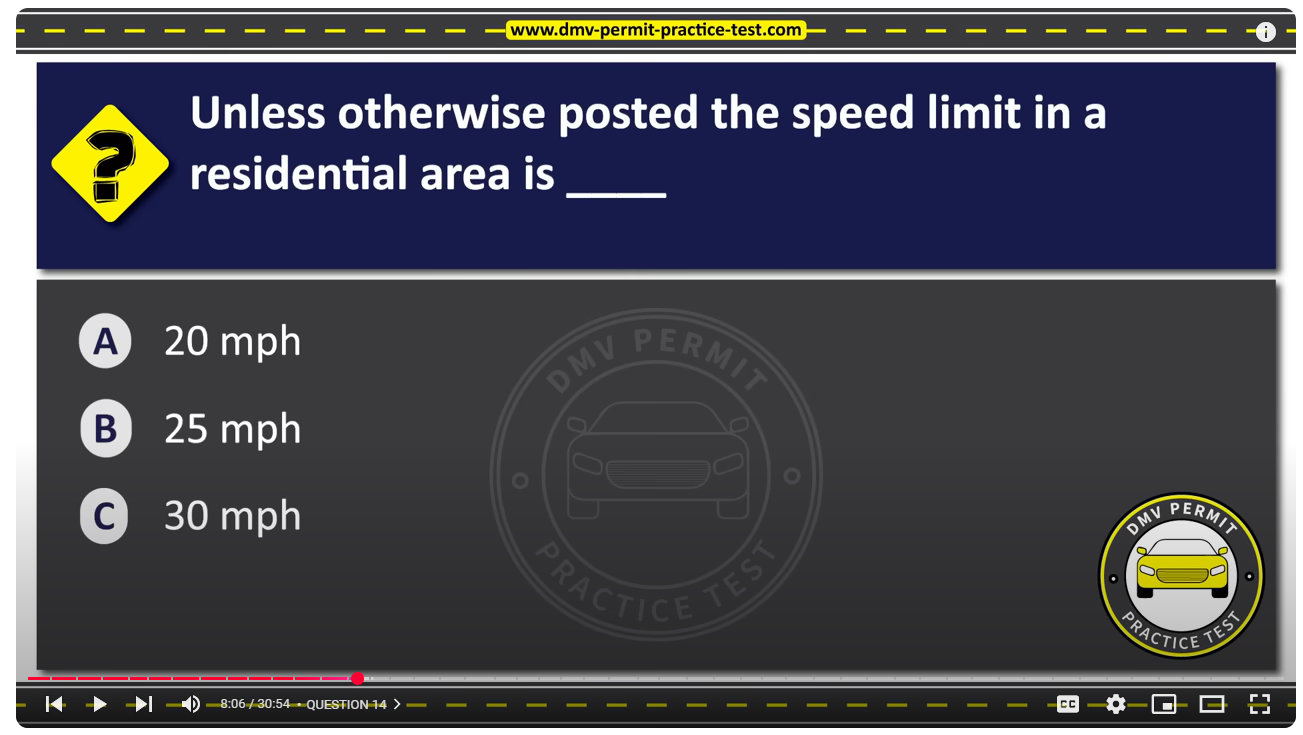 www.dmv-permit-practice-test.com
i
?
Unless otherwise posted the speed limit in a
residential area is ____
A 20 mph
B 25 mph
C 30 mph
DMV PERMIT
PRACTICE TEST
DMV PERMIT
PRACTICE TEST
8:06 / 30:54 • QUESTION 14 >
CC